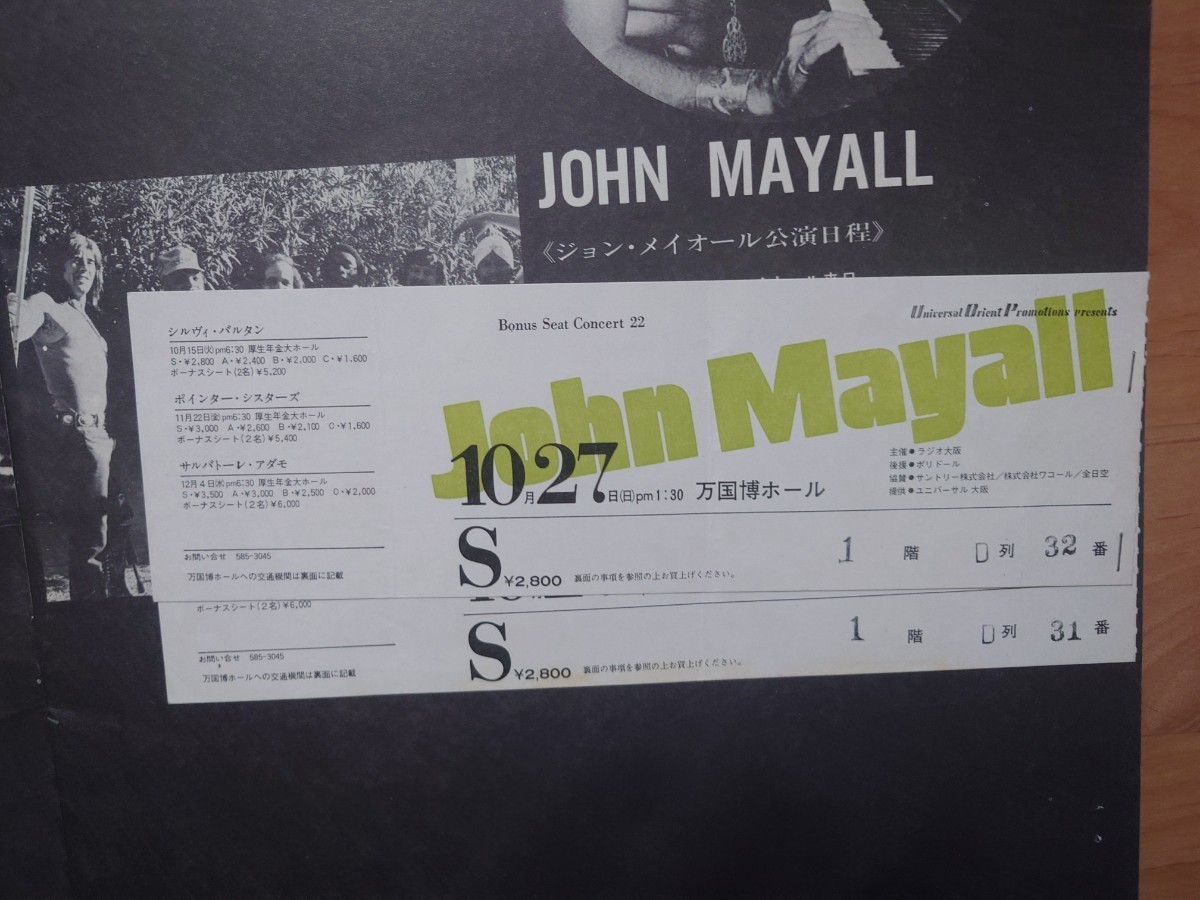 JOHN MAYALL
《ジョン・メイオール公演日程》
シルヴィ・バルタン
10月15日(火)pm6:30 厚生年金大ホール
S・¥2,800 A・¥2,400 B・¥2,000 C・¥1,600
ボーナスシート(2名)¥5,200
ポインター・シスターズ
11月22日(金)pm6:30 厚生年金大ホール
S・¥3,000 A・¥2,600 B・¥2,100 C・¥1,600
ボーナスシート(2名)¥5,400
サルバトーレ・アダモ
12月4日(水)pm6:30 厚生年金大ホール
S・¥3,500 A・¥3,000 B・¥2,500 C・¥2,000
ボーナスシート(2名)¥6,000
お問い合せ 585-3045
万国博ホールへの交通機関は裏面に記載
Bonus Seat Concert 22
Universal Orient Promotions presents
John Mayall
10月27日(日)pm1:30 万国博ホール
主催●ラジオ大阪
後援●ポリドール
協賛●サントリー株式会社/株式会社ワコール/全日空
提供●ユニバーサル大阪
S ¥2,800 裏面の事項を参照の上お買上げください。
1 階 D 列 32 番
ボーナスシート(2名)¥6,000
お問い合せ 585-3045
万国博ホールへの交通機関は裏面に記載
S ¥2,800 裏面の事項を参照の上お買上げください。
1 階 D 列 31 番